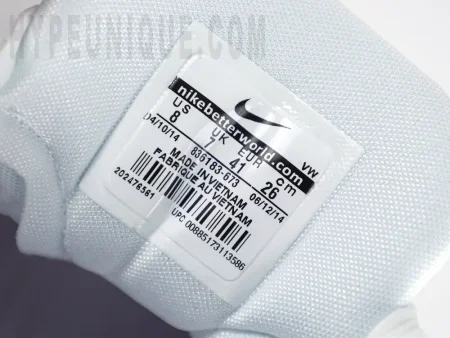 HYPEUNIQUE.COM
nikebetterworld.com
US UK EUR cm
8 7 41 26
04/10/14 836183-673 06/12/14
MADE IN VIETNAM
FABRIQUE AU VIETNAM
202476561
UPC 00885173113586
VW